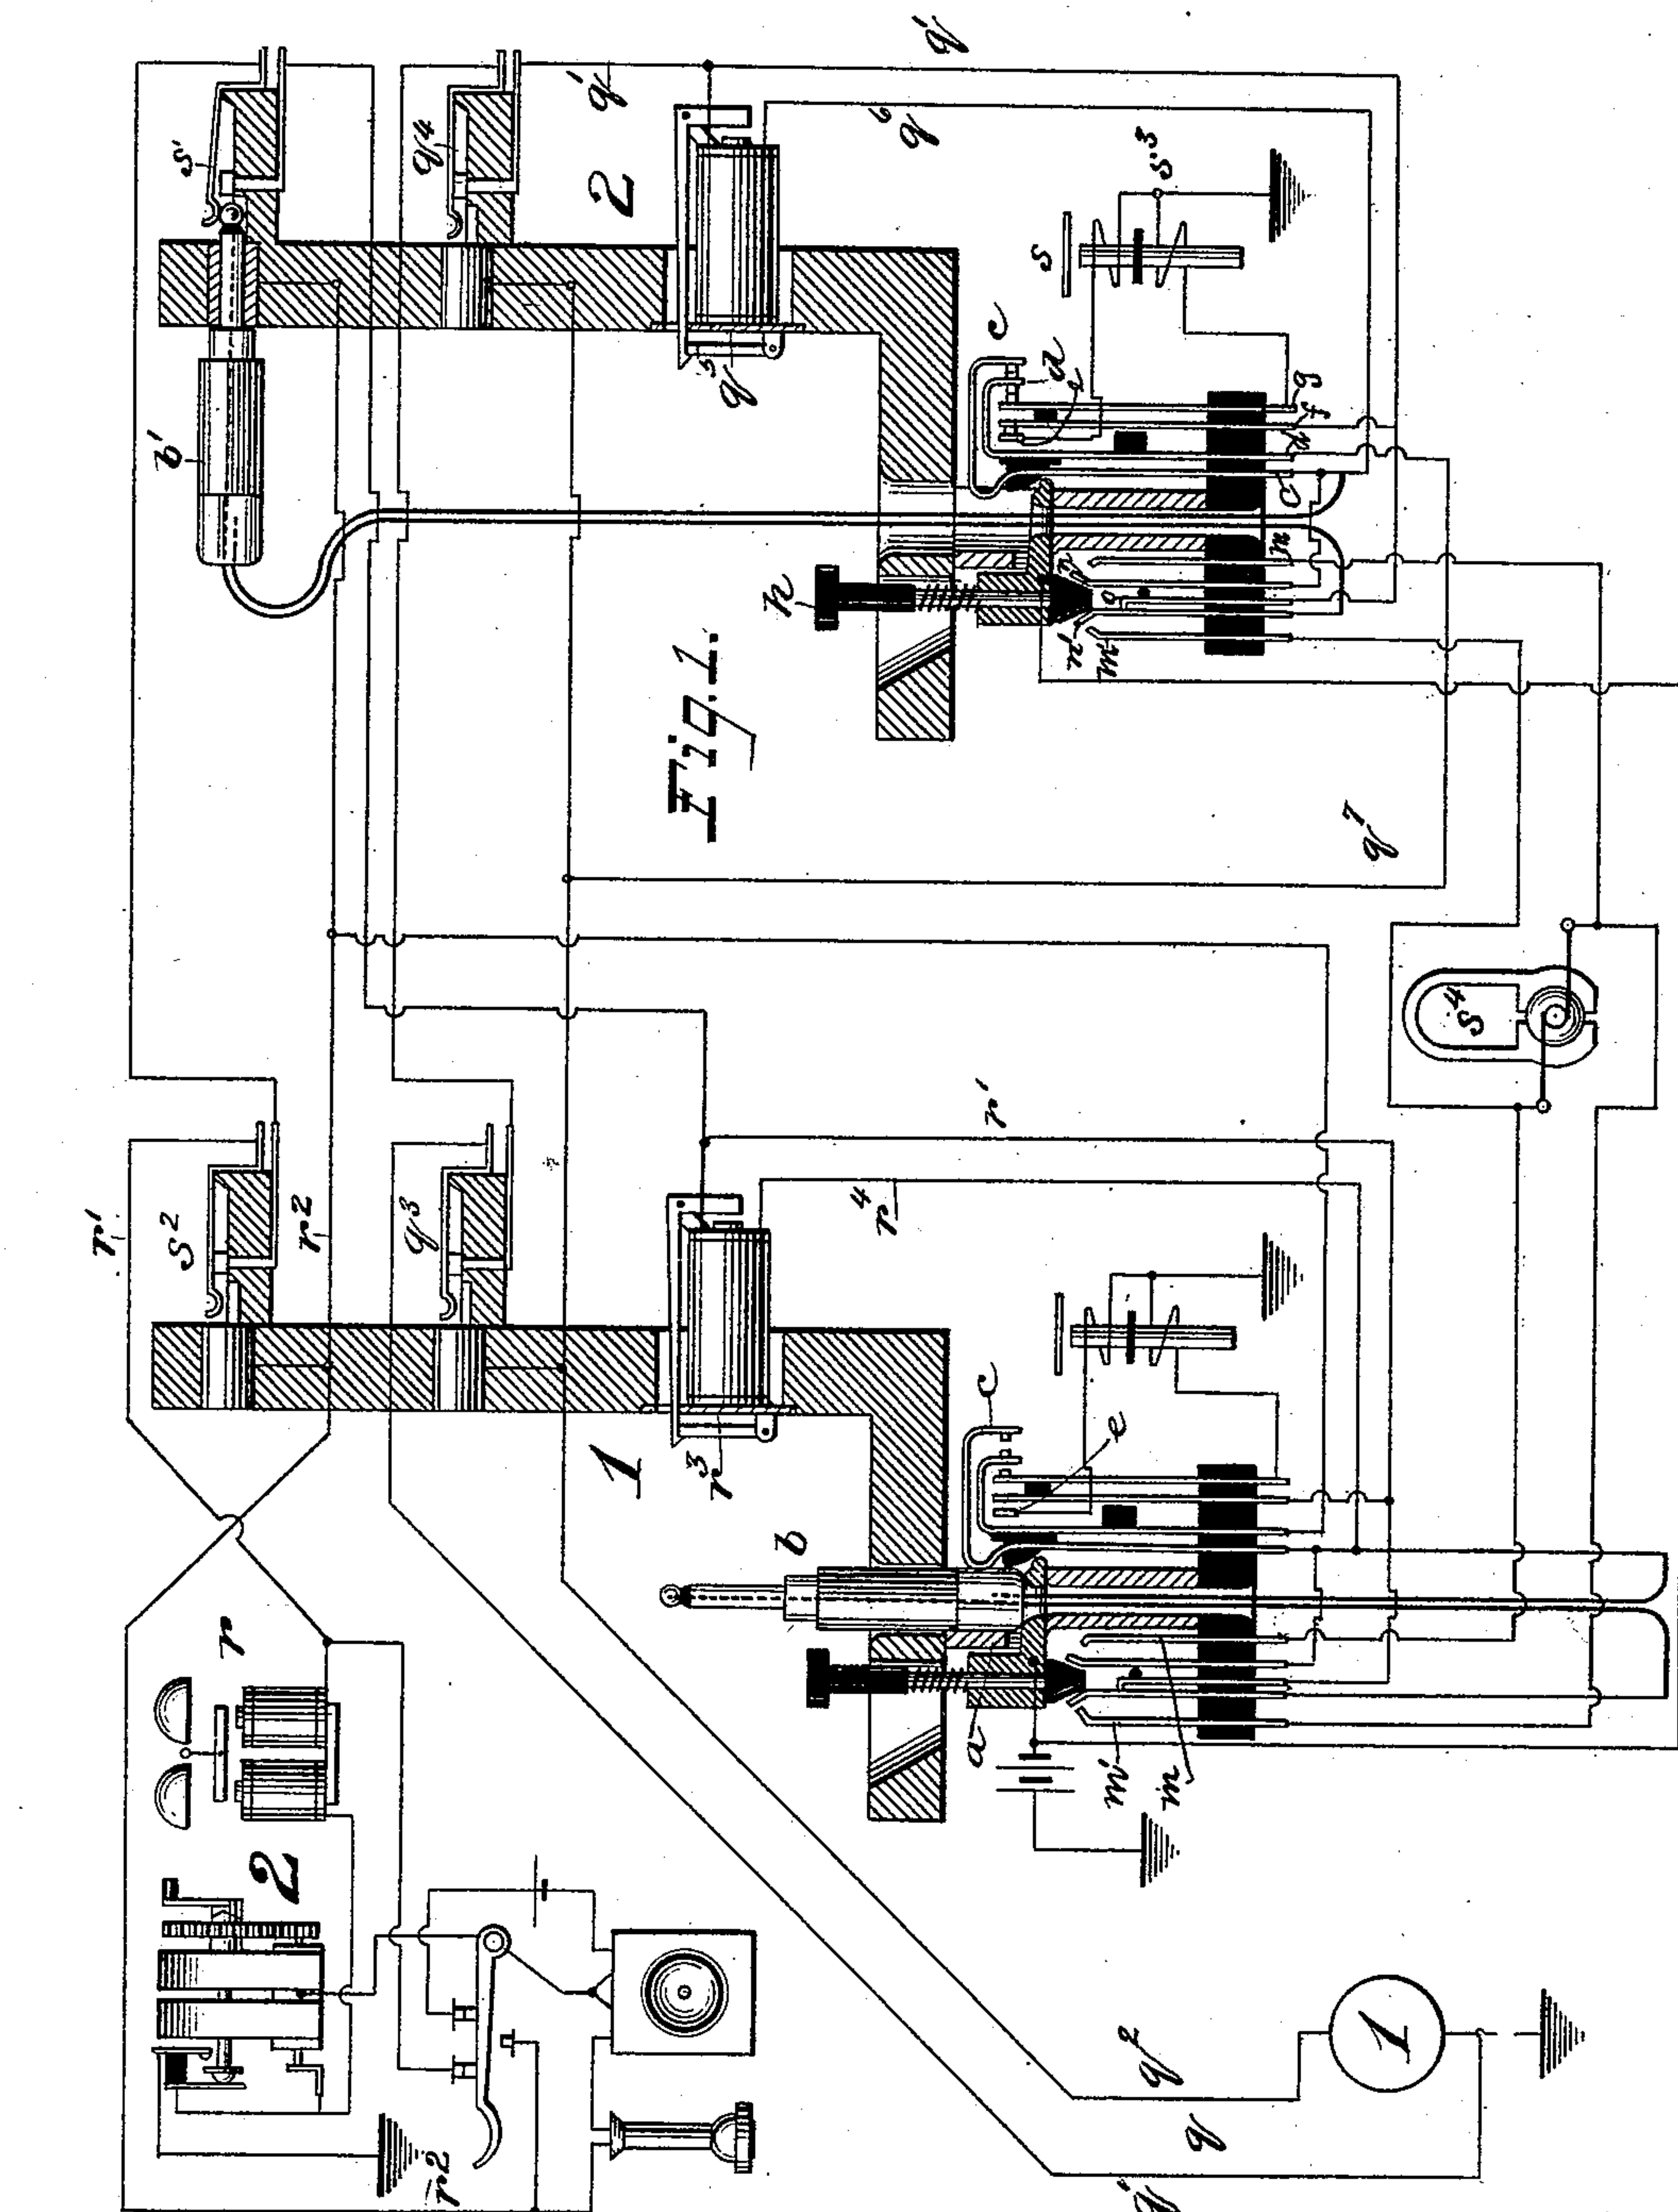 q'
s'
q4
q'
2
q6
s3
s
b'
q5
c
d
e
g
f
k
c
h
n
o
m
n'
m'
Fig. 1.
q7
r'
s2
r2
q3
s4
r'
r4
1
r3
c
e
b
a
m'
m
r
2
r2
q2
q
1
q'